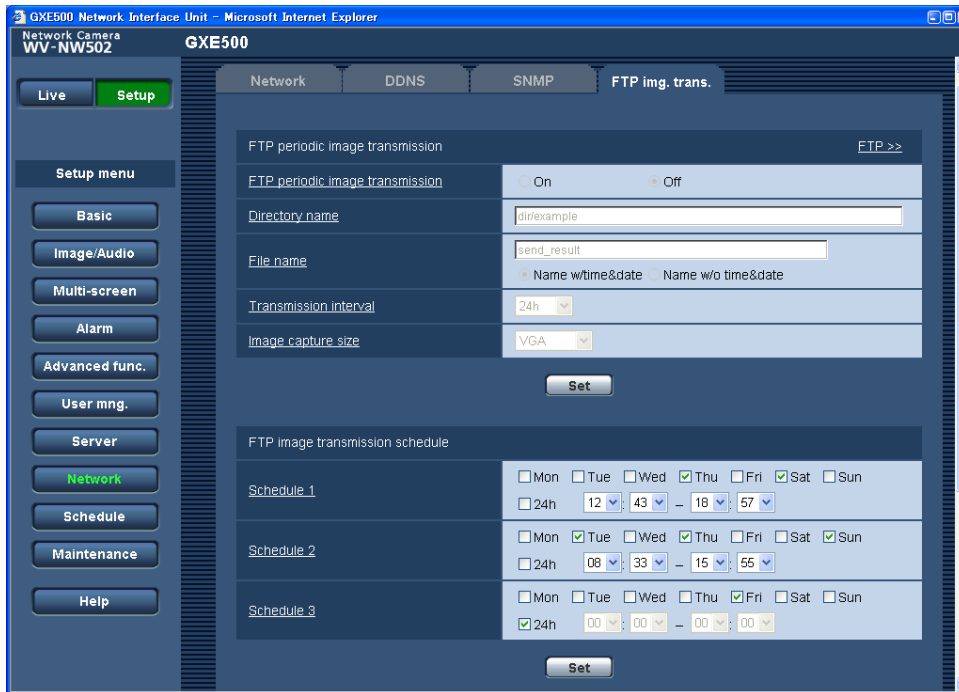 GXE500 Network Interface Unit - Microsoft Internet Explorer
Network Camera
WV-NW502
GXE500
Live
Setup
Network
DDNS
SNMP
FTP img. trans.
Setup menu
Basic
Image/Audio
Multi-screen
Alarm
Advanced func.
User mng.
Server
Network
Schedule
Maintenance
Help
FTP periodic image transmission
FTP >>
FTP periodic image transmission
On Off
Directory name
dir/example
File name
send_result
Name w/time&date Name w/o time&date
Transmission interval
24h
Image capture size
VGA
Set
FTP image transmission schedule
Schedule 1
Mon Tue Wed Thu Fri Sat Sun
24h 12 : 43 – 18 : 57
Schedule 2
Mon Tue Wed Thu Fri Sat Sun
24h 08 : 33 – 15 : 55
Schedule 3
Mon Tue Wed Thu Fri Sat Sun
24h 00 : 00 – 00 : 00
Set